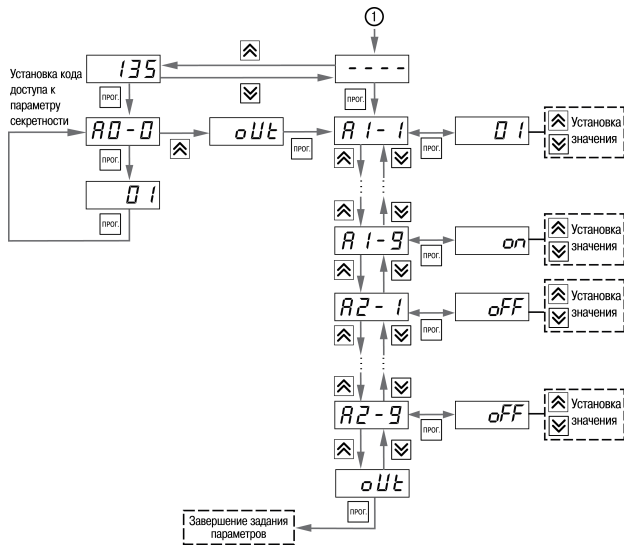 1
135
- - - -
Установка кода
доступа к
параметру
секретности
ПРОГ.
ПРОГ.
A0-0
oUt
ПРОГ.
A1-1
ПРОГ.
01
Установка
значения
ПРОГ.
01
ПРОГ.
A1-9
ПРОГ.
on
Установка
значения
A2-1
ПРОГ.
oFF
Установка
значения
A2-9
ПРОГ.
oFF
Установка
значения
oUt
ПРОГ.
Завершение задания
параметров